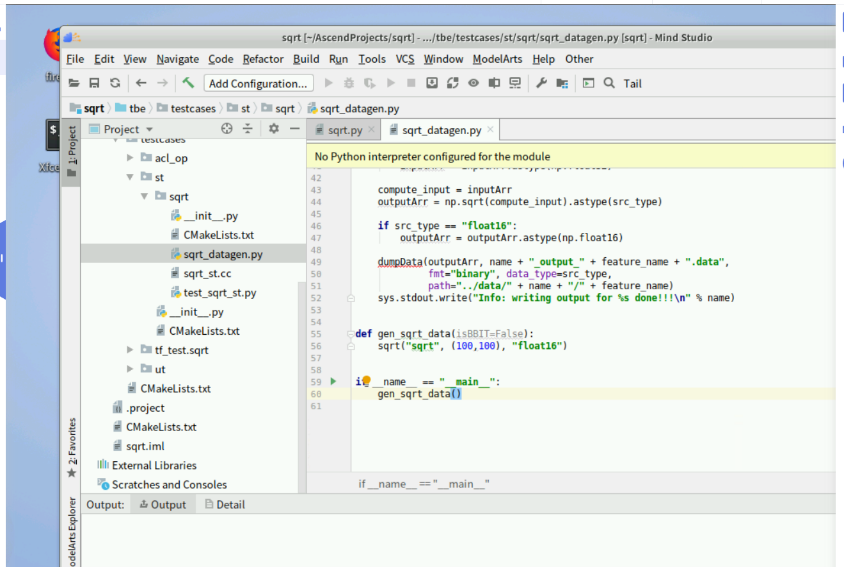 sqrt [~/AscendProjects/sqrt] - .../tbe/testcases/st/sqrt/sqrt_datagen.py [sqrt] - Mind Studio
File Edit View Navigate Code Refactor Build Run Tools VCS Window ModelArts Help Other
Add Configuration... Tail
sqrt tbe testcases st sqrt sqrt_datagen.py
1: Project
Project
sqrt.py
sqrt_datagen.py
testcases
acl_op
st
sqrt
__init__.py
CMakeLists.txt
sqrt_datagen.py
sqrt_st.cc
test_sqrt_st.py
__init__.py
CMakeLists.txt
tf_test.sqrt
ut
CMakeLists.txt
.project
CMakeLists.txt
sqrt.iml
External Libraries
Scratches and Consoles
2: Favorites
No Python interpreter configured for the module
42
43 compute_input = inputArr
44 outputArr = np.sqrt(compute_input).astype(src_type)
45
46 if src_type == "float16":
47 outputArr = outputArr.astype(np.float16)
48
49 dumpData(outputArr, name + "_output_" + feature_name + ".data",
50 fmt="binary", data_type=src_type,
51 path="../data/" + name + "/" + feature_name)
52 sys.stdout.write("Info: writing output for %s done!!!\n" % name)
53
54
55 def gen_sqrt_data(isBBIT=False):
56 sqrt("sqrt", (100,100), "float16")
57
58
59 if __name__ == "__main__":
60 gen_sqrt_data()
61
if __name__ == "__main__"
Output: Output Detail
odelArts Explorer